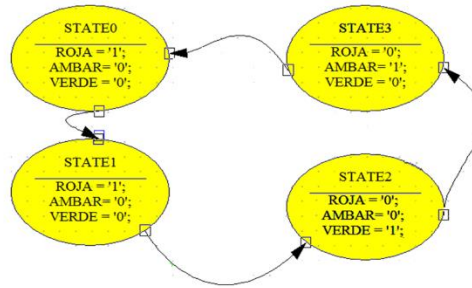 STATE0
ROJA = '1';
AMBAR= '0';
VERDE = '0';
STATE3
ROJA = '0';
AMBAR= '1';
VERDE = '0';
STATE1
ROJA = '1';
AMBAR= '0';
VERDE = '0';
STATE2
ROJA = '0';
AMBAR= '0';
VERDE = '1';